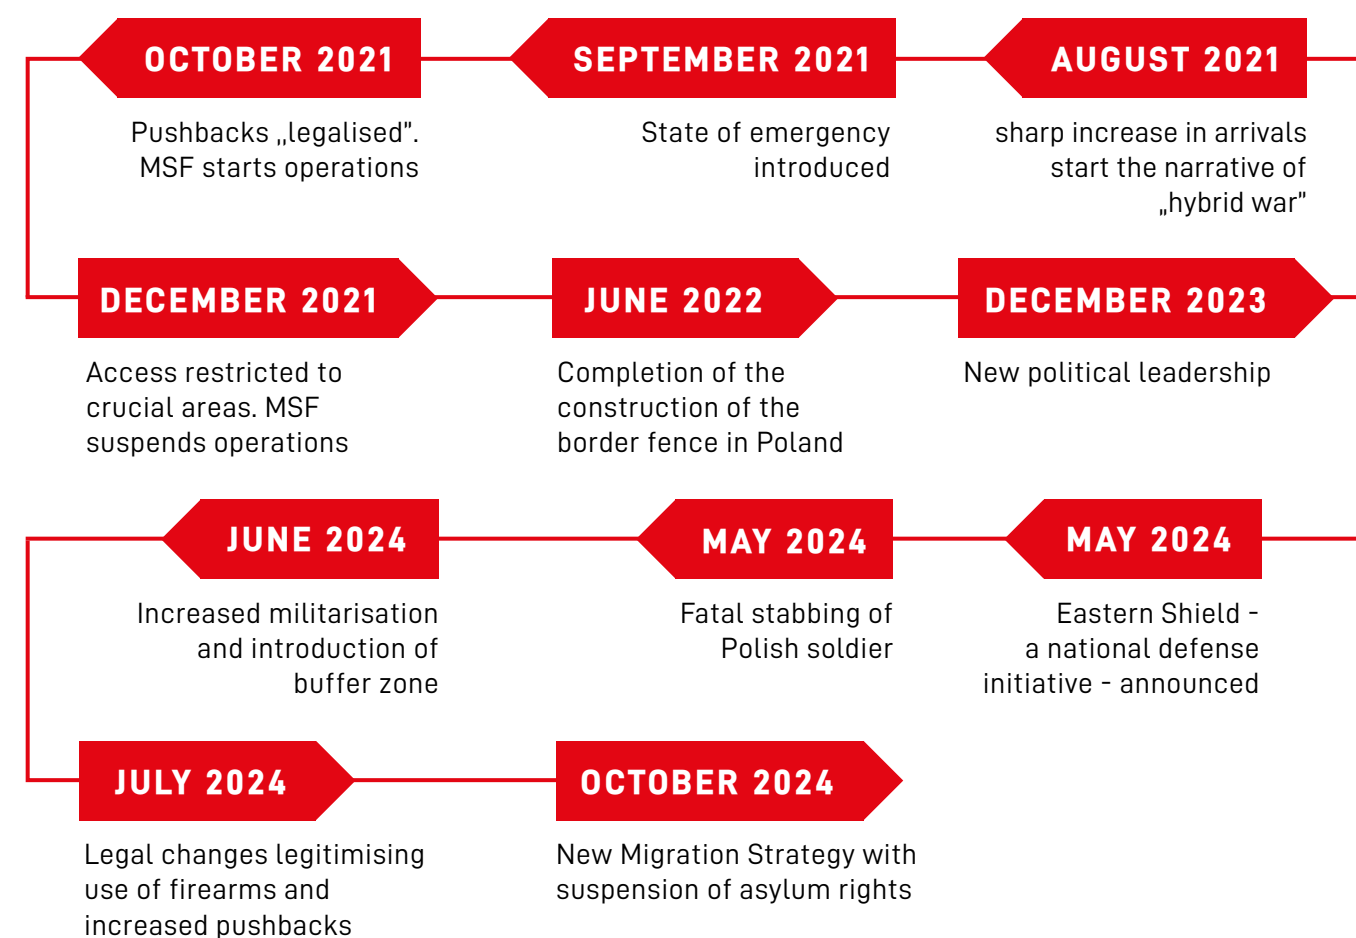 AUGUST 2021
sharp increase in arrivals
start the narrative of
„hybrid war”
SEPTEMBER 2021
State of emergency
introduced
OCTOBER 2021
Pushbacks „legalised”.
MSF starts operations
DECEMBER 2021
Access restricted to
crucial areas. MSF
suspends operations
JUNE 2022
Completion of the
construction of the
border fence in Poland
DECEMBER 2023
New political leadership
MAY 2024
Eastern Shield -
a national defense
initiative - announced
MAY 2024
Fatal stabbing of
Polish soldier
JUNE 2024
Increased militarisation
and introduction of
buffer zone
JULY 2024
Legal changes legitimising
use of firearms and
increased pushbacks
OCTOBER 2024
New Migration Strategy with
suspension of asylum rights